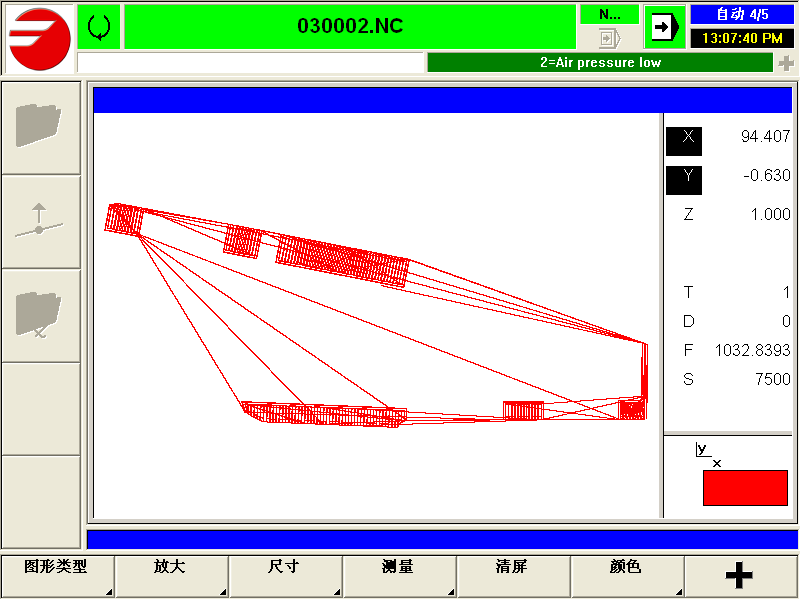 030002.NC
N...
自动 4/5
13:07:40 PM
2=Air pressure low
X 94.407
Y -0.630
Z 1.000
T 1
D 0
F 1032.8393
S 7500
y
x
图形类型 放大 尺寸 测量 清屏 颜色